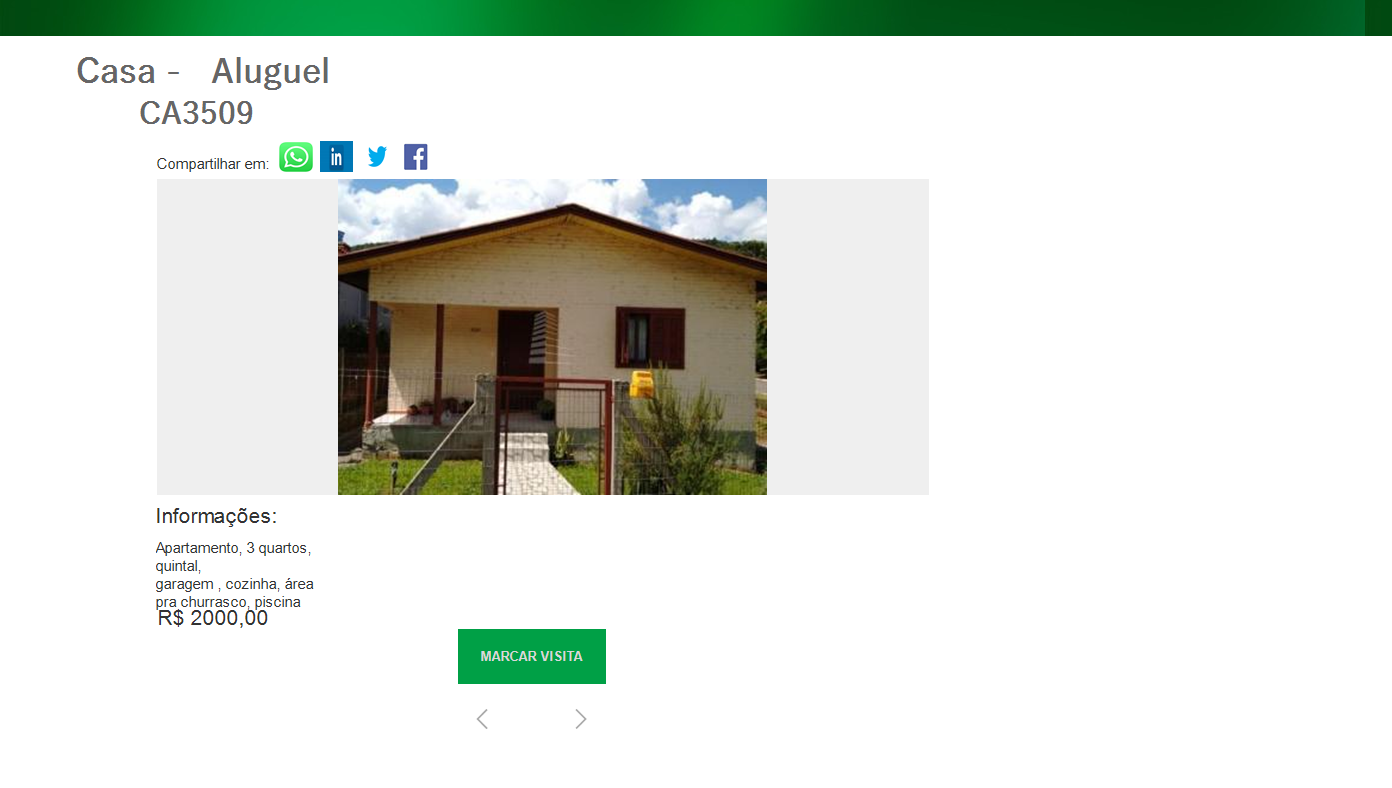 Casa - Aluguel
CA3509
Compartilhar em:
Informações:
Apartamento, 3 quartos,
quintal,
garagem , cozinha, área
pra churrasco, piscina
R$ 2000,00
MARCAR VISITA